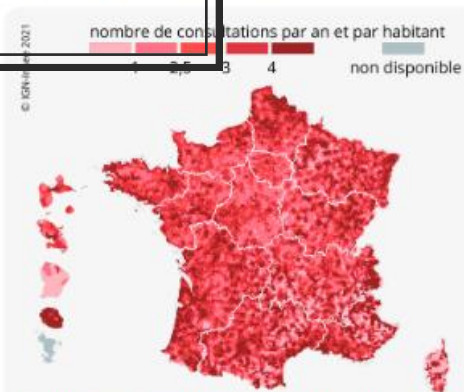 nombre de consultations par an et par habitant
1 2,5 3 4 non disponible
© IGN-Insee 2021